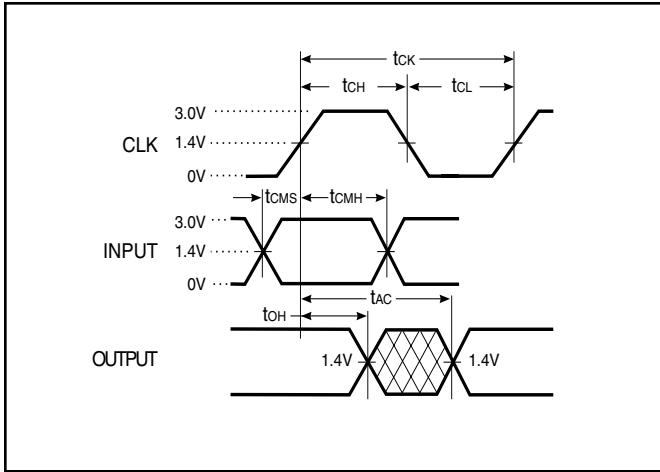 tCK
tCH tCL
3.0V
CLK 1.4V
0V
tCMS tCMH
3.0V
INPUT 1.4V
0V
tAC
tOH
OUTPUT 1.4V 1.4V